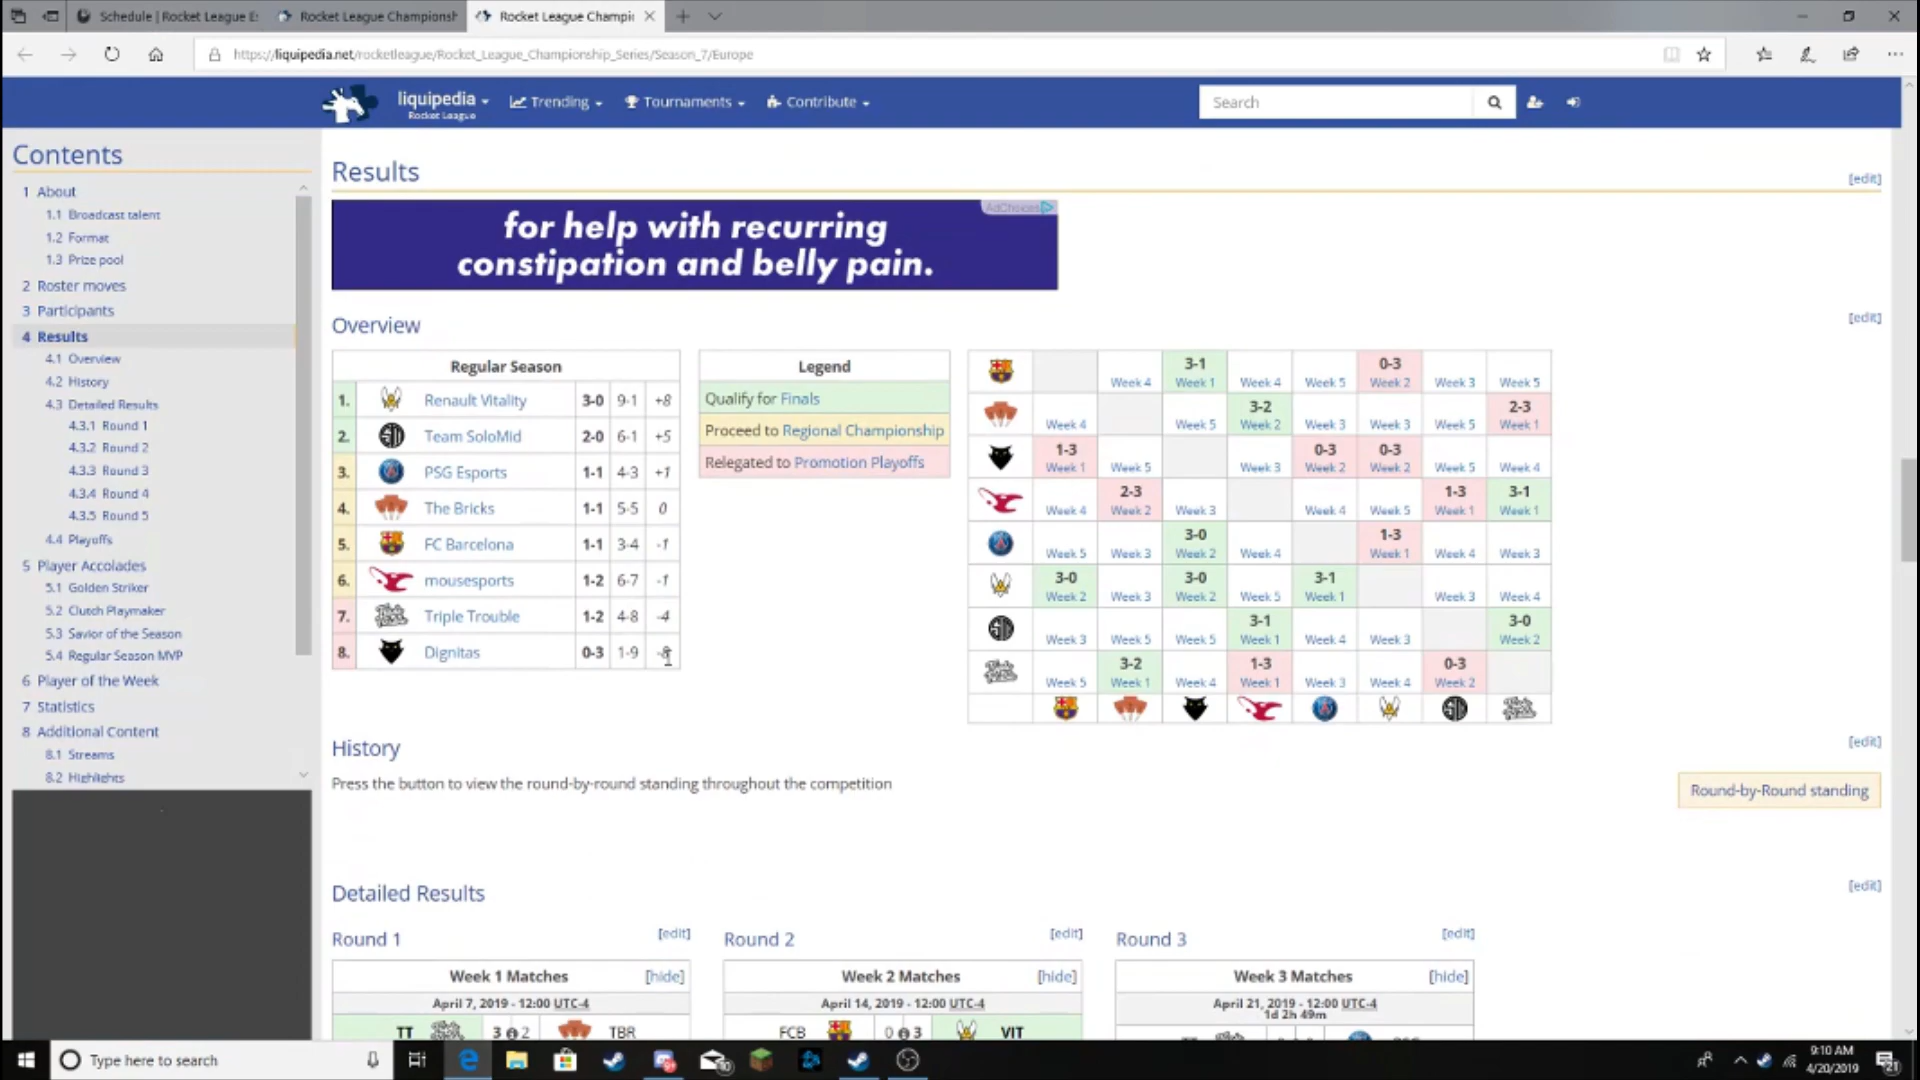 Schedule | Rocket League E
Rocket League Championsh
Rocket League Champi
https://liquipedia.net/rocketleague/Rocket_League_Championship_Series/Season_7/Europe
liquipedia
Rocket League
Trending
Tournaments
Contribute
Search
Contents
1 About
1.1 Broadcast talent
1.2 Format
1.3 Prize pool
2 Roster moves
3 Participants
4 Results
4.1 Overview
4.2 History
4.3 Detailed Results
4.3.1 Round 1
4.3.2 Round 2
4.3.3 Round 3
4.3.4 Round 4
4.3.5 Round 5
4.4 Playoffs
5 Player Accolades
5.1 Golden Striker
5.2 Clutch Playmaker
5.3 Savior of the Season
5.4 Regular Season MVP
6 Player of the Week
7 Statistics
8 Additional Content
8.1 Streams
8.2 Highlights
Results
[edit]
AdChoices
for help with recurring
constipation and belly pain.
Overview
[edit]
Regular Season
1. Renault Vitality 3-0 9-1 +8
2. Team SoloMid 2-0 6-1 +5
3. PSG Esports 1-1 4-3 +1
4. The Bricks 1-1 5-5 0
5. FC Barcelona 1-1 3-4 -1
6. mousesports 1-2 6-7 -1
7. Triple Trouble 1-2 4-8 -4
8. Dignitas 0-3 1-9 -8
Legend
Qualify for Finals
Proceed to Regional Championship
Relegated to Promotion Playoffs
3-1 0-3
Week 4 Week 1 Week 4 Week 5 Week 2 Week 3 Week 5
3-2 2-3
Week 4 Week 5 Week 2 Week 3 Week 3 Week 5 Week 1
1-3 0-3 0-3
Week 1 Week 5 Week 3 Week 2 Week 2 Week 5 Week 4
2-3 1-3 3-1
Week 4 Week 2 Week 3 Week 4 Week 5 Week 1 Week 1
3-0 1-3
Week 5 Week 3 Week 2 Week 4 Week 1 Week 4 Week 3
3-0 3-0 3-1
Week 2 Week 3 Week 2 Week 5 Week 1 Week 3 Week 4
3-1 3-0
Week 3 Week 5 Week 5 Week 1 Week 4 Week 3 Week 2
3-2 1-3 0-3
Week 5 Week 1 Week 4 Week 1 Week 3 Week 4 Week 2
History
[edit]
Press the button to view the round-by-round standing throughout the competition
Round-by-Round standing
Detailed Results
[edit]
Round 1 [edit]
Week 1 Matches [hide]
April 7, 2019 - 12:00 UTC-4
TT 3 2 TBR
Round 2 [edit]
Week 2 Matches [hide]
April 14, 2019 - 12:00 UTC-4
FCB 0 3 VIT
Round 3 [edit]
Week 3 Matches [hide]
April 21, 2019 - 12:00 UTC-4
1d 2h 49m
Type here to search
9:10 AM
4/20/2019
21